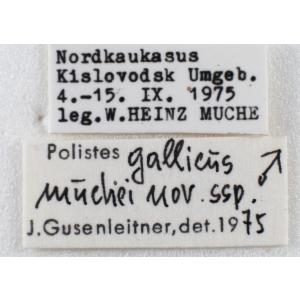 Nordkaukasus
Kislovodsk Umgeb.
4.-15. IX. 1975
leg.W.HEINZ MUCHE
Polistes gallicus ♂
muchei nov. ssp.
J.Gusenleitner,det.1975